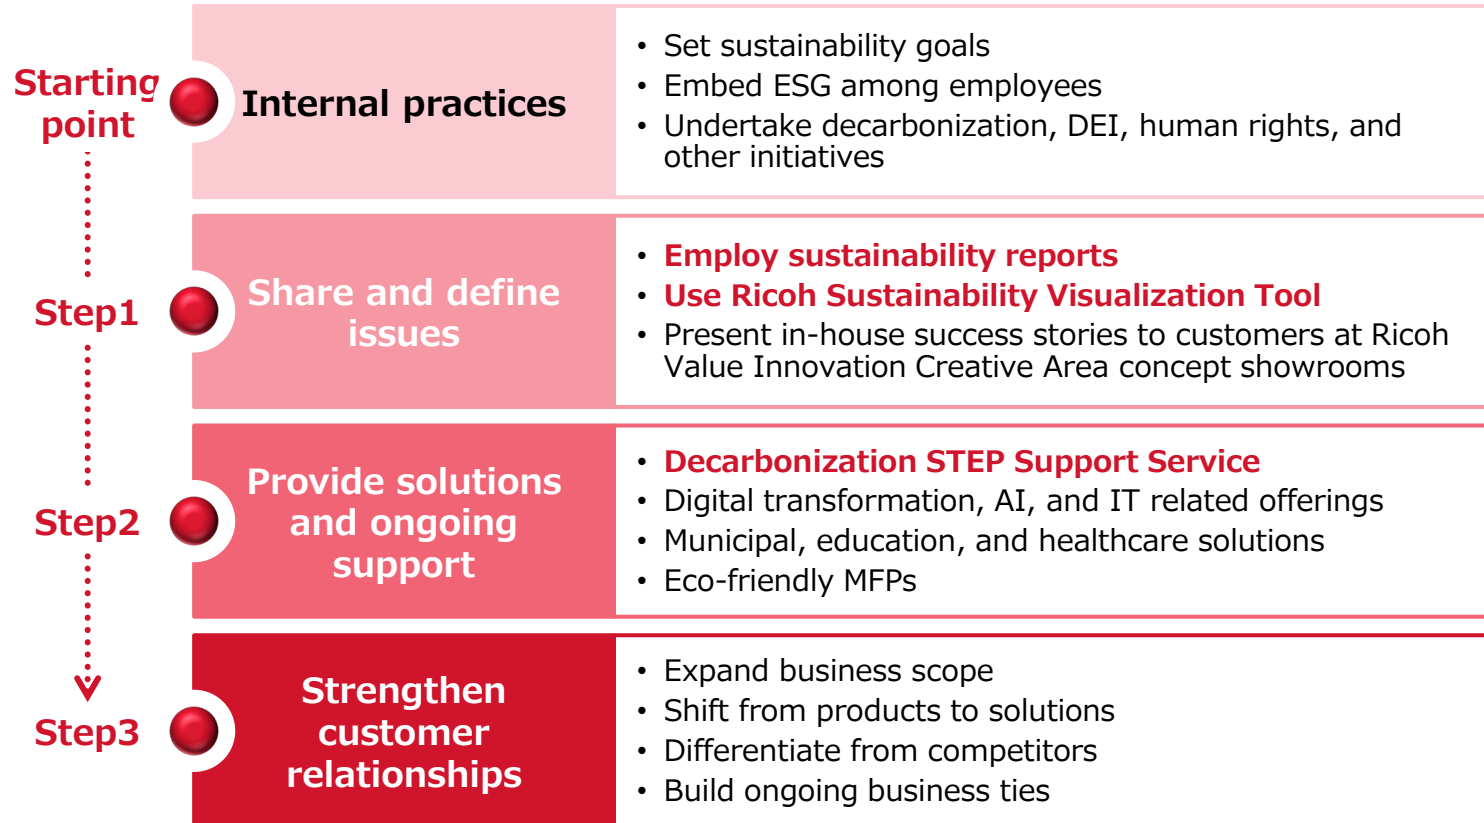 Starting
point
Internal practices
• Set sustainability goals
• Embed ESG among employees
• Undertake decarbonization, DEI, human rights, and
other initiatives
Step1
Share and define
issues
• Employ sustainability reports
• Use Ricoh Sustainability Visualization Tool
• Present in-house success stories to customers at Ricoh
Value Innovation Creative Area concept showrooms
Step2
Provide solutions
and ongoing
support
• Decarbonization STEP Support Service
• Digital transformation, AI, and IT related offerings
• Municipal, education, and healthcare solutions
• Eco-friendly MFPs
Step3
Strengthen
customer
relationships
• Expand business scope
• Shift from products to solutions
• Differentiate from competitors
• Build ongoing business ties